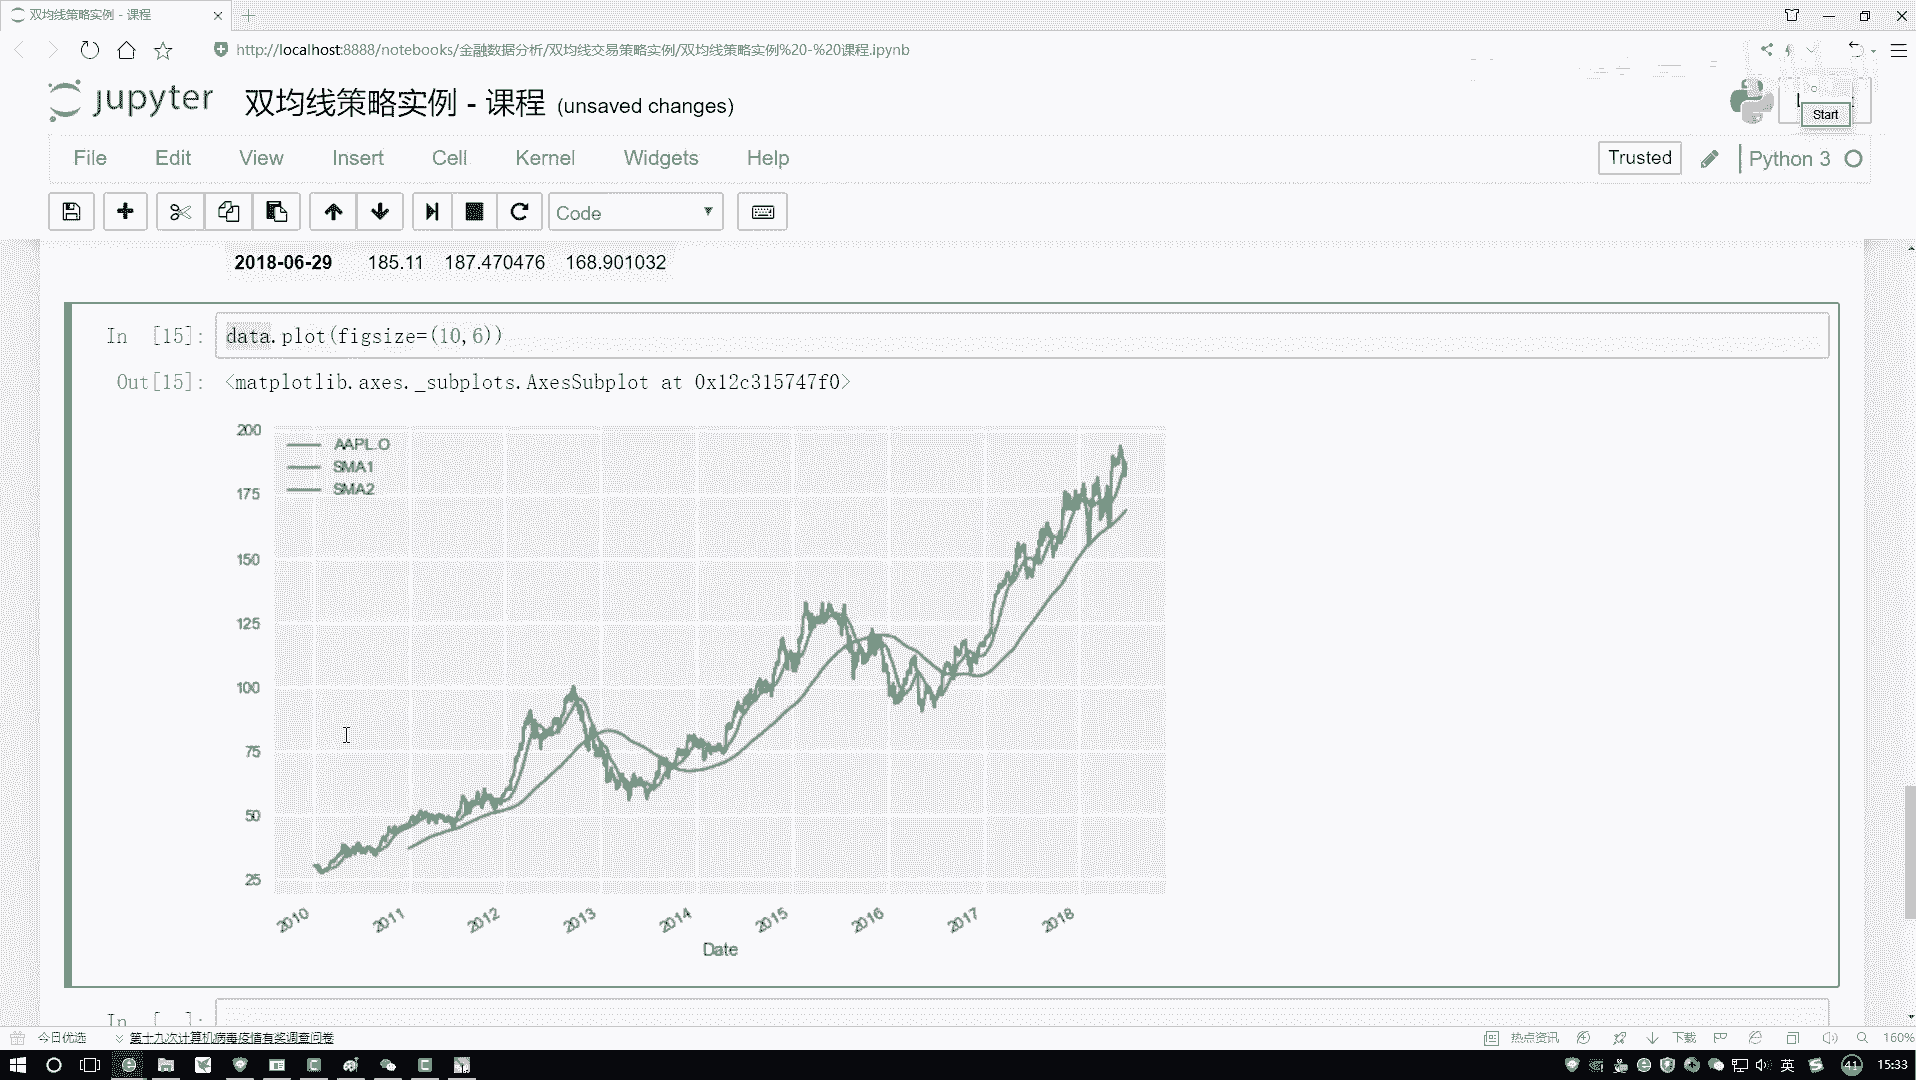 双均线策略实例 - 课程
http://localhost:8888/notebooks/金融数据分析/双均线交易策略实例/双均线策略实例%20-%20课程.ipynb
jupyter 双均线策略实例 - 课程 (unsaved changes)
Start
File Edit View Insert Cell Kernel Widgets Help
Trusted Python 3
Code
2018-06-29 185.11 187.470476 168.901032
In [15]: data.plot(figsize=(10,6))
Out[15]: <matplotlib.axes._subplots.AxesSubplot at 0x12c315747f0>
200
AAPL.O
SMA1
SMA2
175
150
125
100
75
50
25
2010 2011 2012 2013 2014 2015 2016 2017 2018
Date
In [ ]:
今日优选 第十九次计算机病毒疫情有奖调查问卷 热点资讯 下载 160%
英 41 15:33